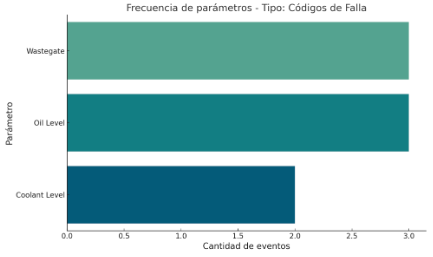 Frecuencia de parámetros - Tipo: Códigos de Falla
Wastegate
Oil Level
Coolant Level
Parámetro
0.0 0.5 1.0 1.5 2.0 2.5 3.0
Cantidad de eventos